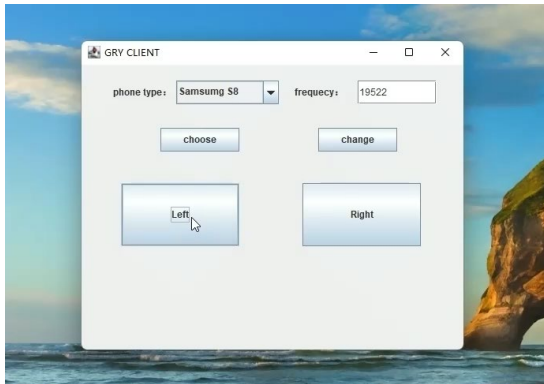 GRY CLIENT
phone type： Samsumg S8 frequecy： 19522
choose change
Left Right